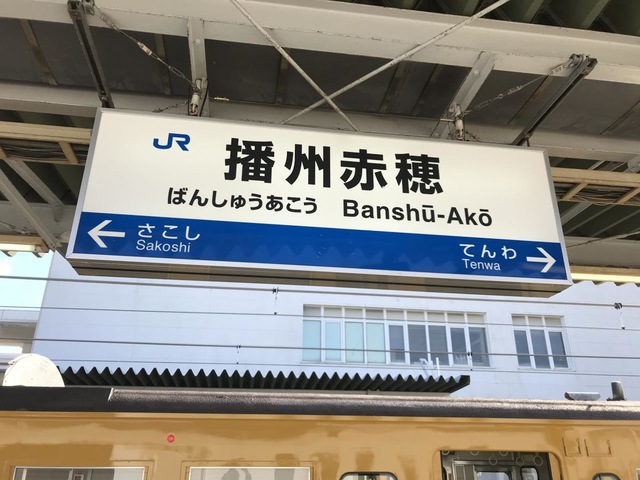 JR
播州赤穂
ばんしゅうあこう Banshū-Akō
← さこし
Sakoshi
てんわ →
Tenwa